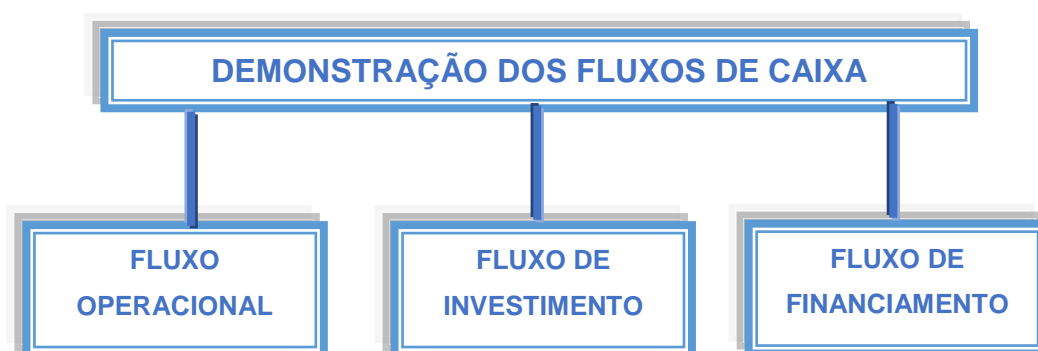 DEMONSTRAÇÃO DOS FLUXOS DE CAIXA
FLUXO
OPERACIONAL
FLUXO DE
INVESTIMENTO
FLUXO DE
FINANCIAMENTO